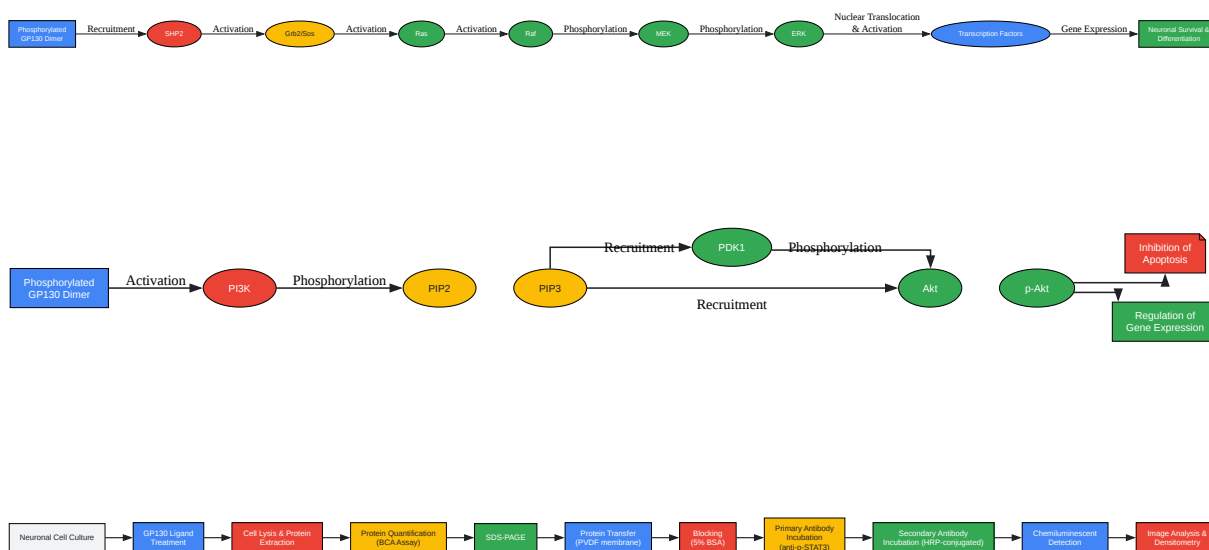 Phosphorylated
GP130 Dimer
Recruitment
SHP2
Activation
Grb2/Sos
Activation
Ras
Activation
Raf
Phosphorylation
MEK
Phosphorylation
ERK
Nuclear Translocation
& Activation
Transcription Factors
Gene Expression
Neuronal Survival &
Differentiation
Phosphorylated
GP130 Dimer
Activation
PI3K
Phosphorylation
PIP2
PIP3
Recruitment
PDK1
Phosphorylation
Recruitment
Akt
p-Akt
Inhibition of
Apoptosis
Regulation of
Gene Expression
Neuronal Cell Culture
GP130 Ligand
Treatment
Cell Lysis & Protein
Extraction
Protein Quantification
(BCA Assay)
SDS-PAGE
Protein Transfer
(PVDF membrane)
Blocking
(5% BSA)
Primary Antibody
Incubation
(anti-p-STAT3)
Secondary Antibody
Incubation (HRP-conjugated)
Chemiluminescent
Detection
Image Analysis &
Densitometry